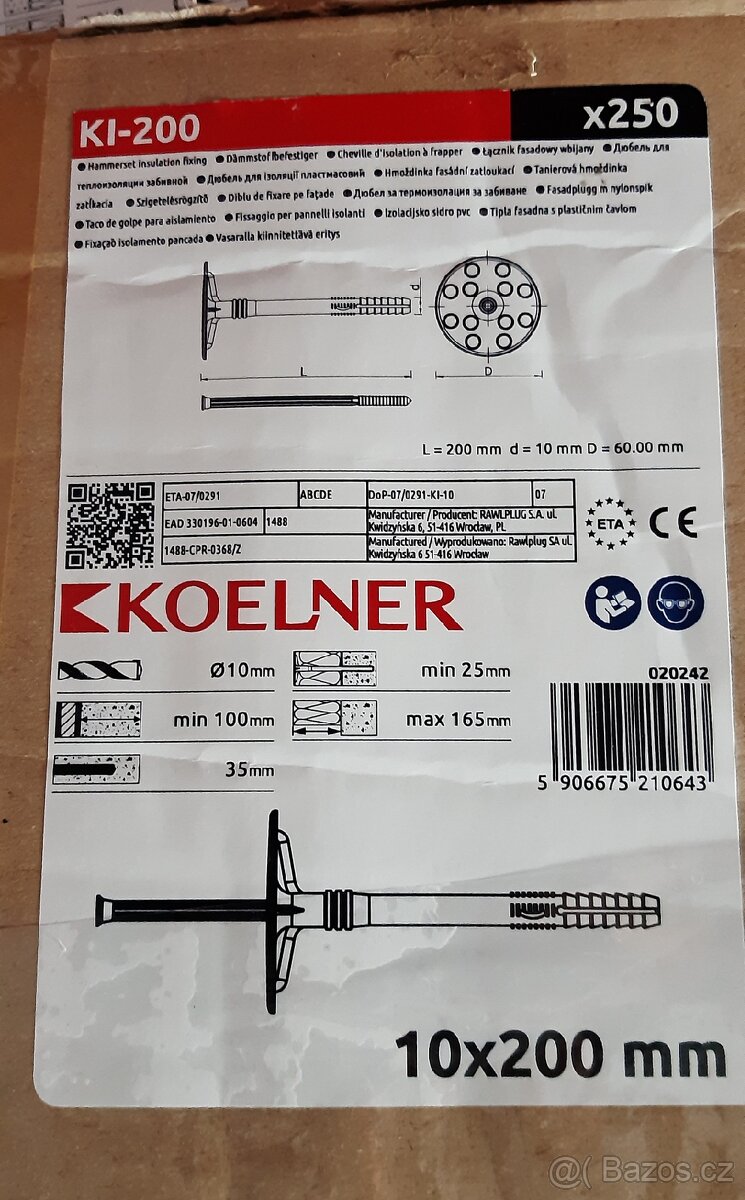 KI-200
x250
● Hammerset insulation fixing ● Dämmstoffbefestiger ● Cheville d'isolation à frapper ● Łącznik fasadowy wbijany ● Дюбель для
теплоизоляции забивной ● Дюбель для ізоляції пластмасовий ● Hmoždinka fasádní zatloukací ● Tanierová hmoždinka
zatĺkacia ● Szigetelésrögzítő ● Diblu de fixare pe façade ● Дюбел за термоизолация за забиване ● Fasadplugg m nylonspik
● Taco de golpe para aislamiento ● Fissaggio per pannelli isolanti ● Izolacijsko sidro pvc ● Tipla fasadna s plastičnim čavlom
● Fixaçaò isolamento pancada ● Vasaralla kiinnitettävä eritys
d
L
D
L = 200 mm d = 10 mm D = 60.00 mm
ETA-07/0291 ABCDE DoP-07/0291-KI-10 07
EAD 330196-01-0604 1488 Manufacturer / Producent: RAWLPLUG S.A. ul.
Kwidzyńska 6, 51-416 Wrocław, PL
1488-CPR-0368/Z Manufactured / Wyprodukowano: Rawlplug SA ul.
Kwidzyńska 6 51-416 Wrocław
ETA CE
KOELNER
Ø10mm
min 25mm
020242
min 100mm
max 165mm
35mm
5 906675 210643
10x200 mm
@( Bazos.cz